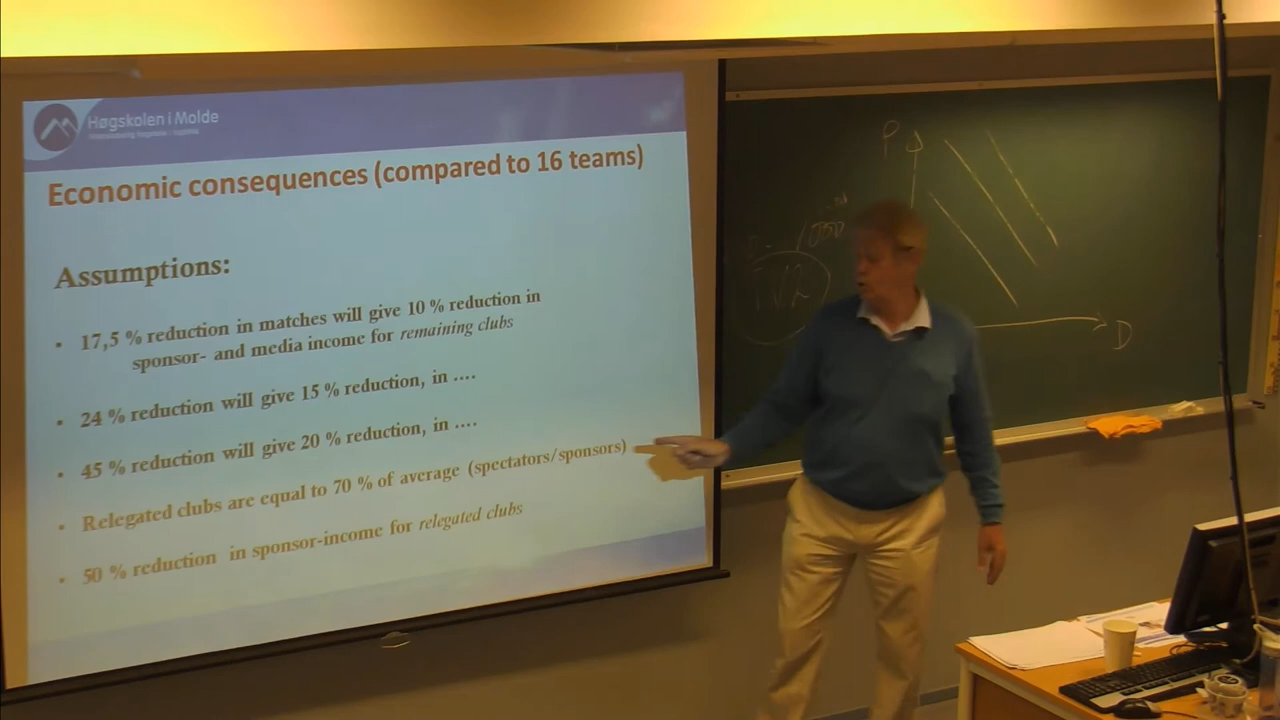 Høgskolen i Molde
Economic consequences (compared to 16 teams)
Assumptions:
• 17,5 % reduction in matches will give 10 % reduction in
sponsor- and media income for remaining clubs
• 24 % reduction will give 15 % reduction, in ....
• 45 % reduction will give 20 % reduction, in ....
• Relegated clubs are equal to 70 % of average (spectators/sponsors)
• 50 % reduction in sponsor-income for relegated clubs
P
TV2
D